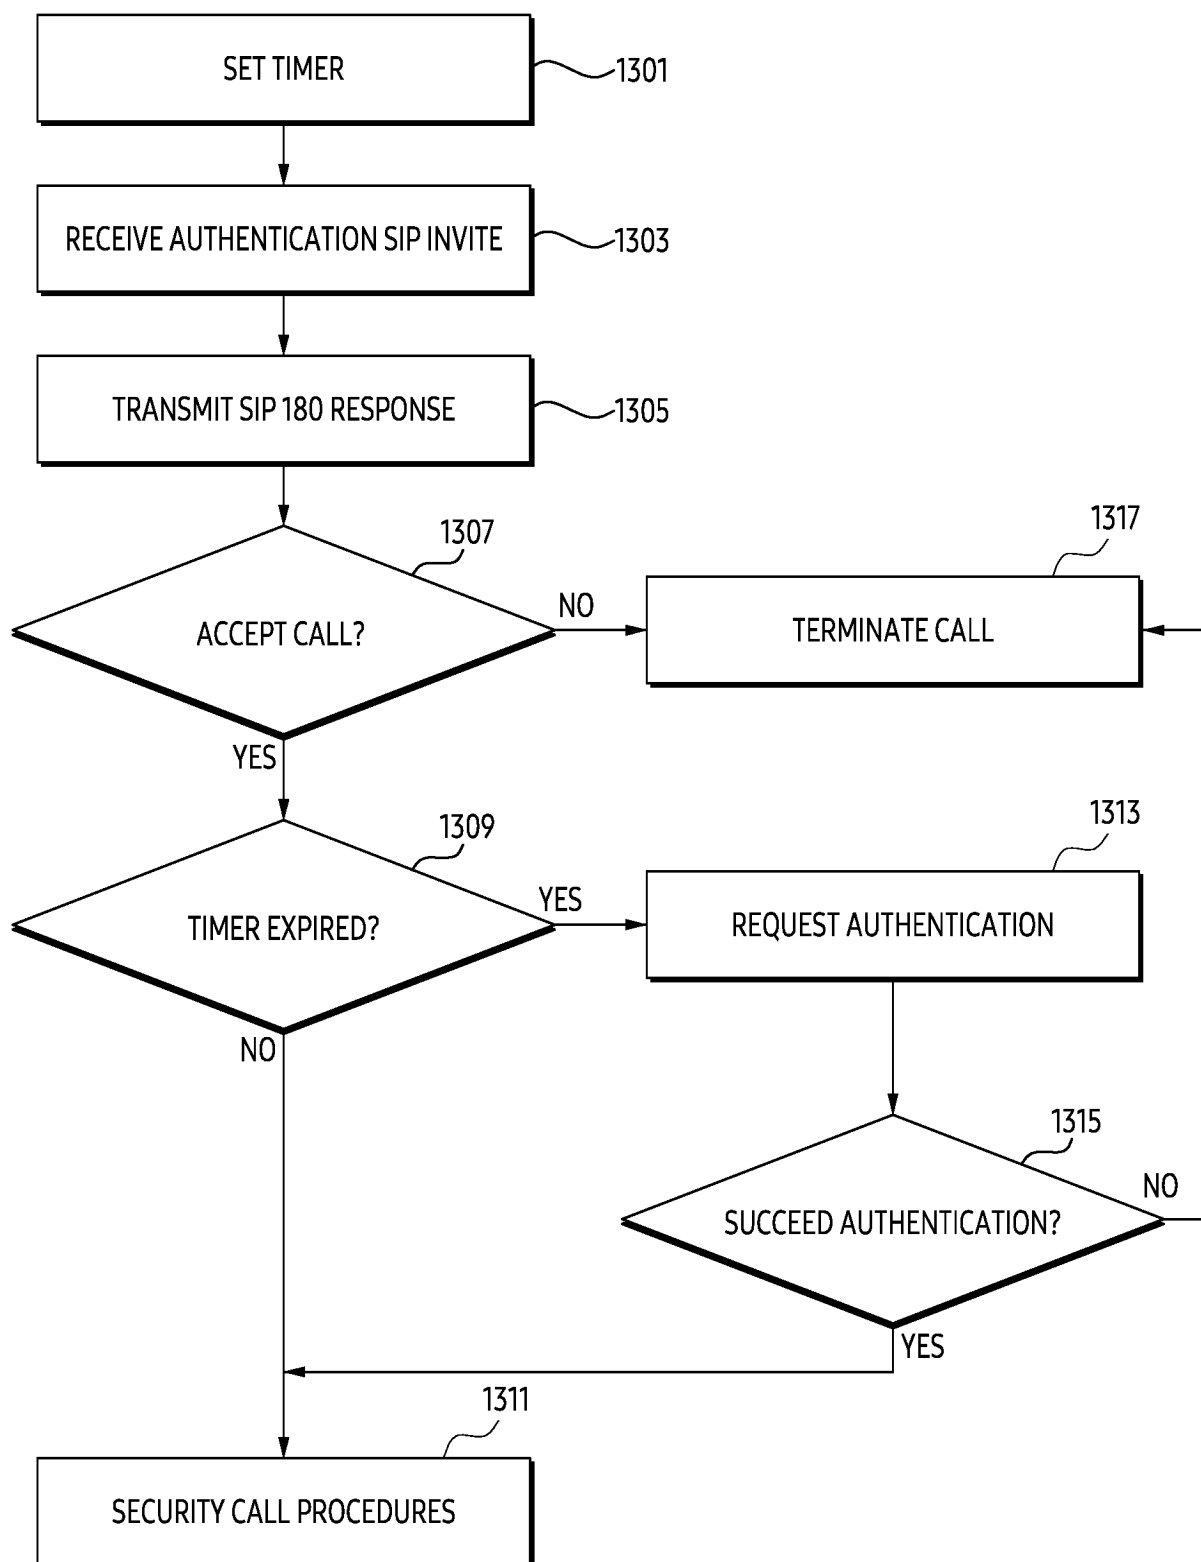 SET TIMER
1301
RECEIVE AUTHENTICATION SIP INVITE
1303
TRANSMIT SIP 180 RESPONSE
1305
1307
ACCEPT CALL?
NO
YES
1317
TERMINATE CALL
1309
TIMER EXPIRED?
YES
NO
1313
REQUEST AUTHENTICATION
1315
SUCCEED AUTHENTICATION?
NO
YES
1311
SECURITY CALL PROCEDURES